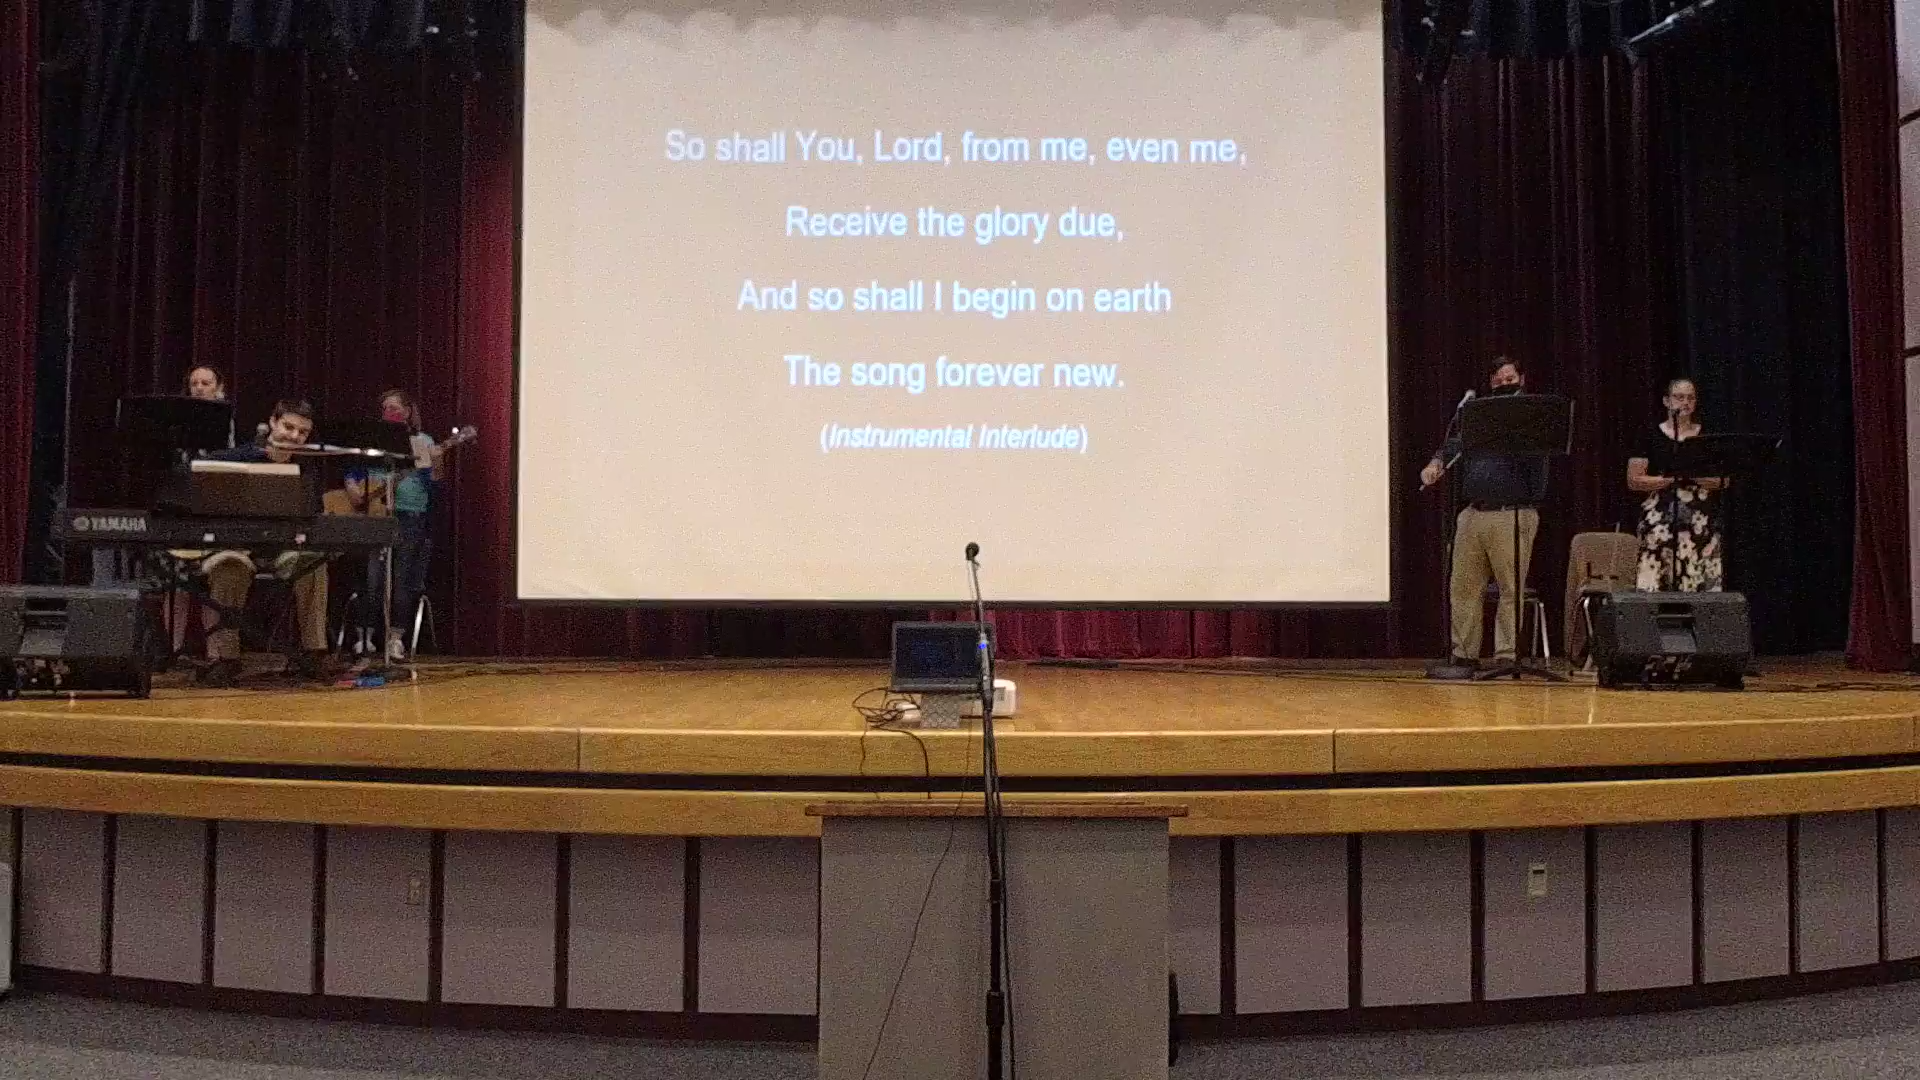 So shall You, Lord, from me, even me,
Receive the glory due,
And so shall I begin on earth
The song forever new.
(Instrumental Interlude)
YAMAHA